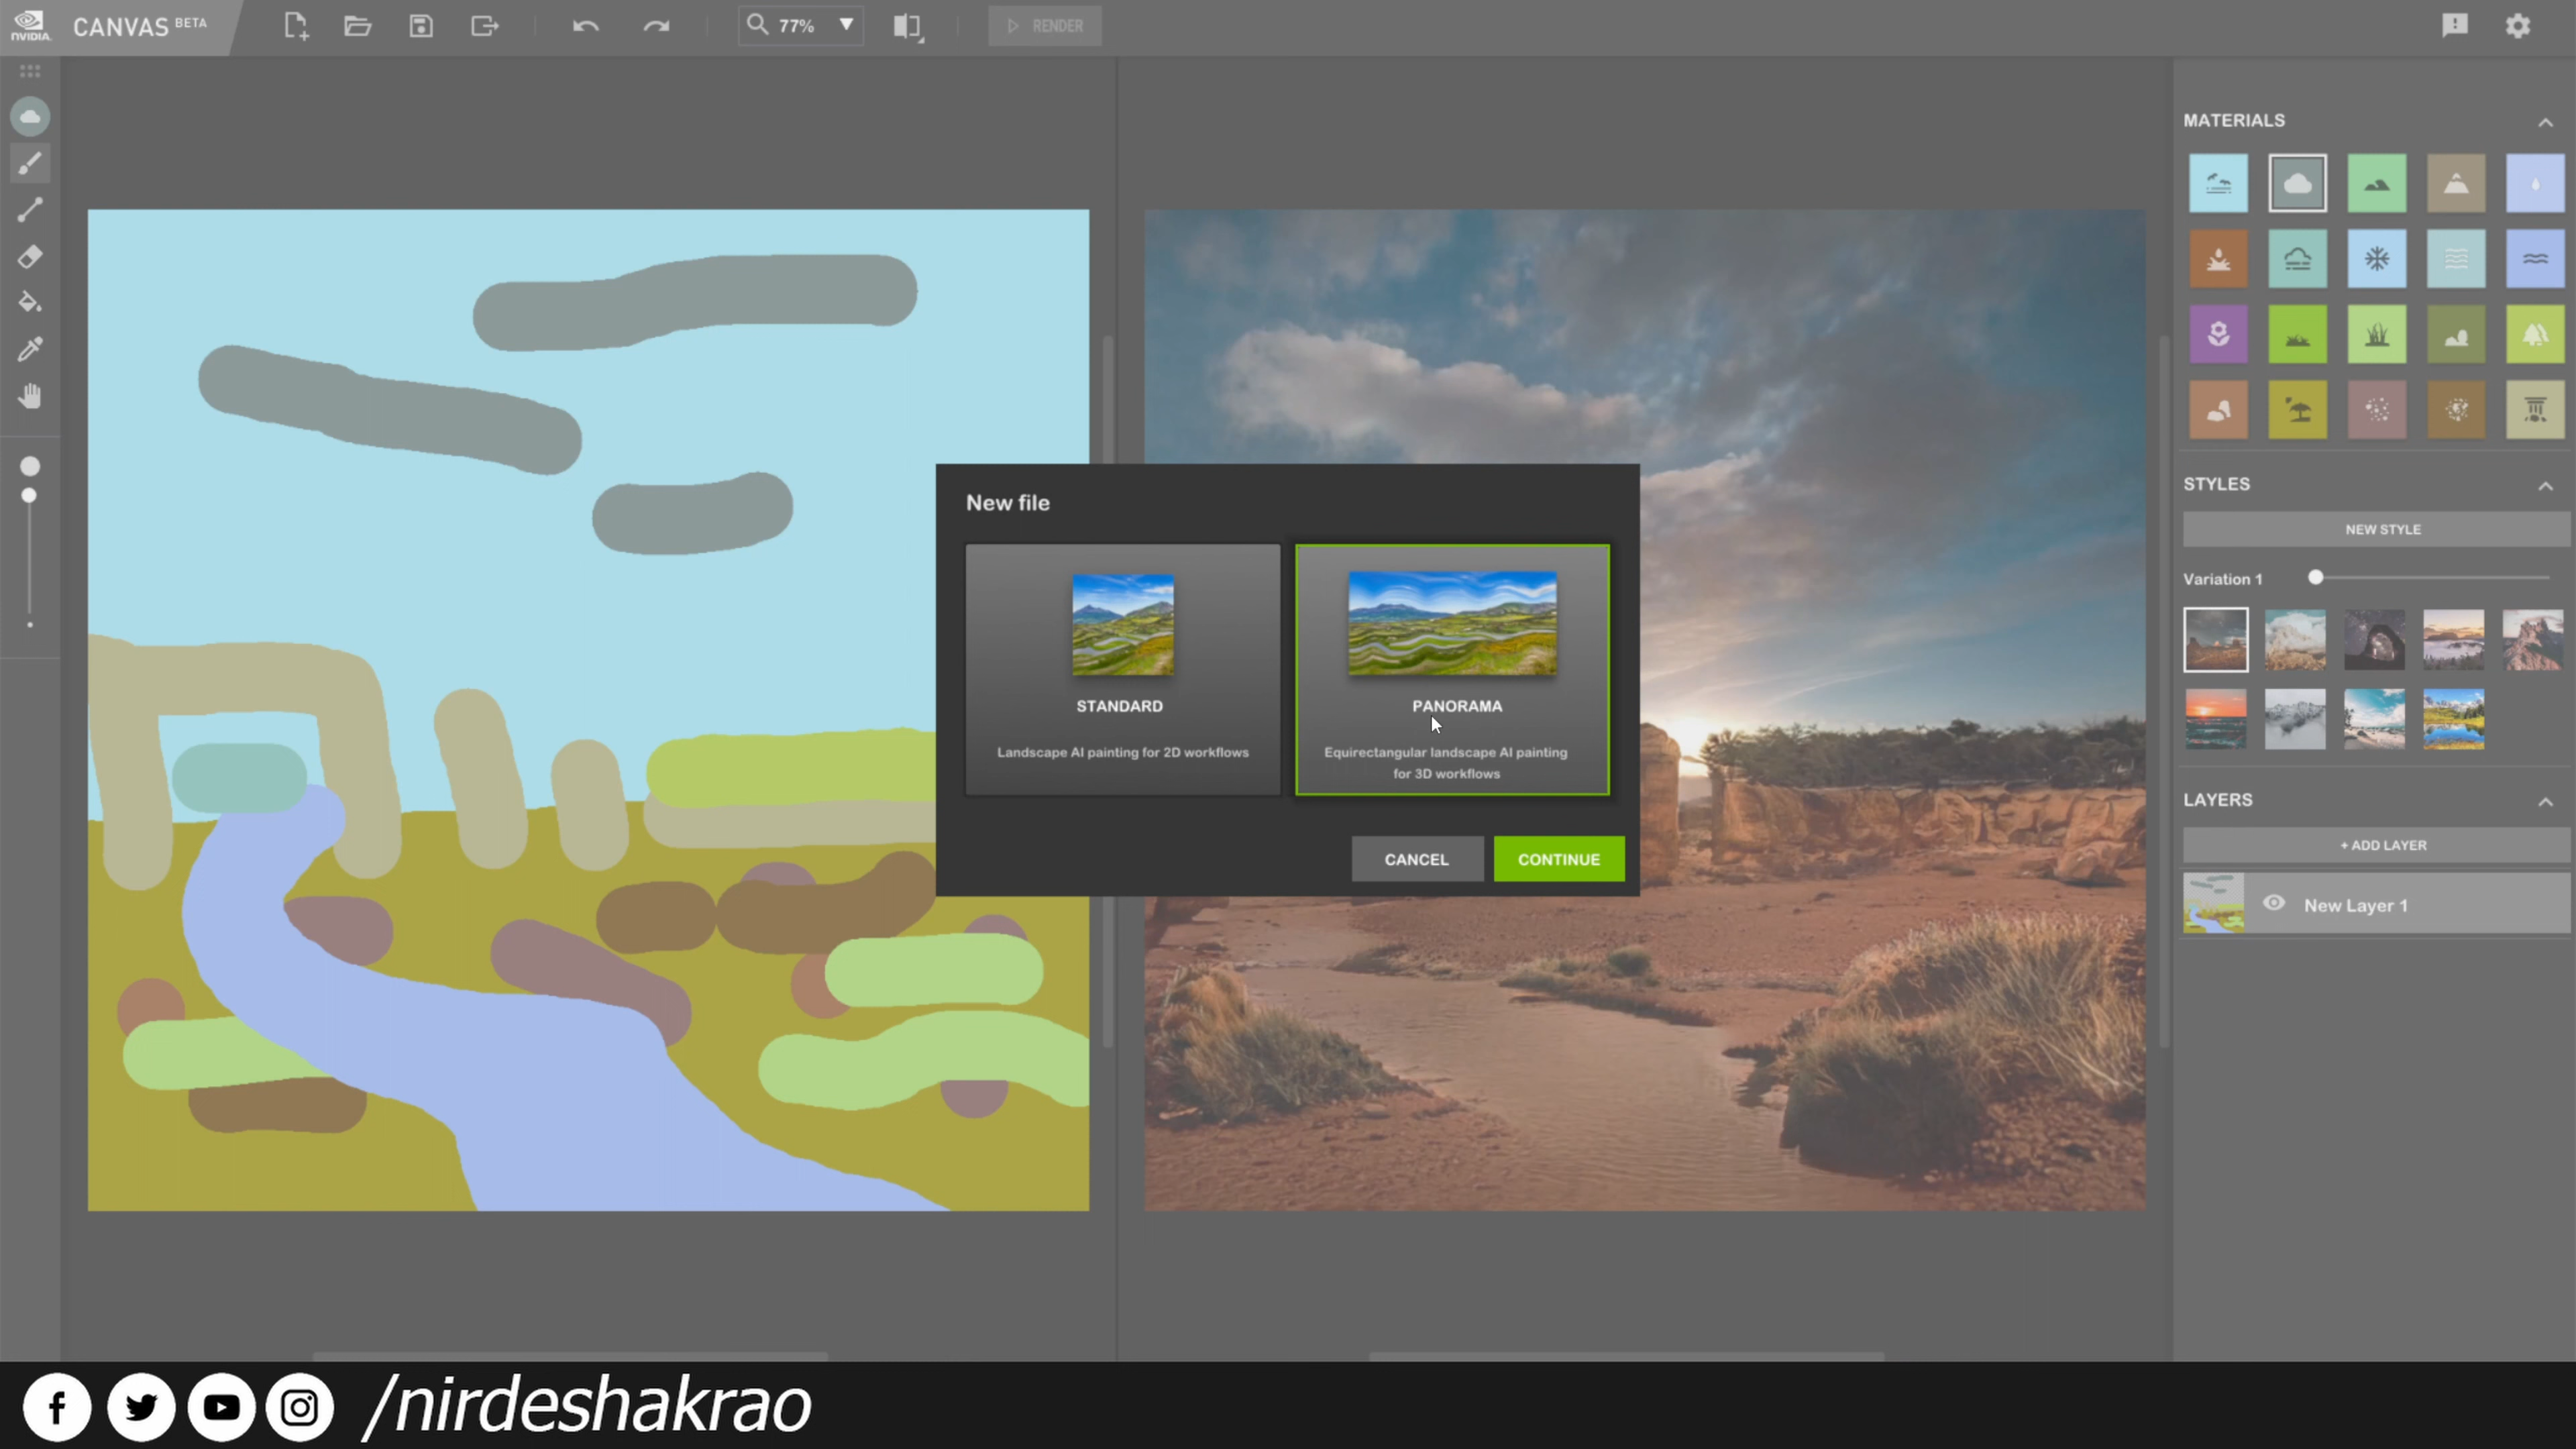 NVIDIA.
CANVAS BETA
77%
RENDER
MATERIALS
STYLES
NEW STYLE
Variation 1
LAYERS
+ ADD LAYER
New Layer 1
New file
STANDARD
Landscape AI painting for 2D workflows
PANORAMA
Equirectangular landscape AI painting
for 3D workflows
CANCEL
CONTINUE
/nirdeshakrao